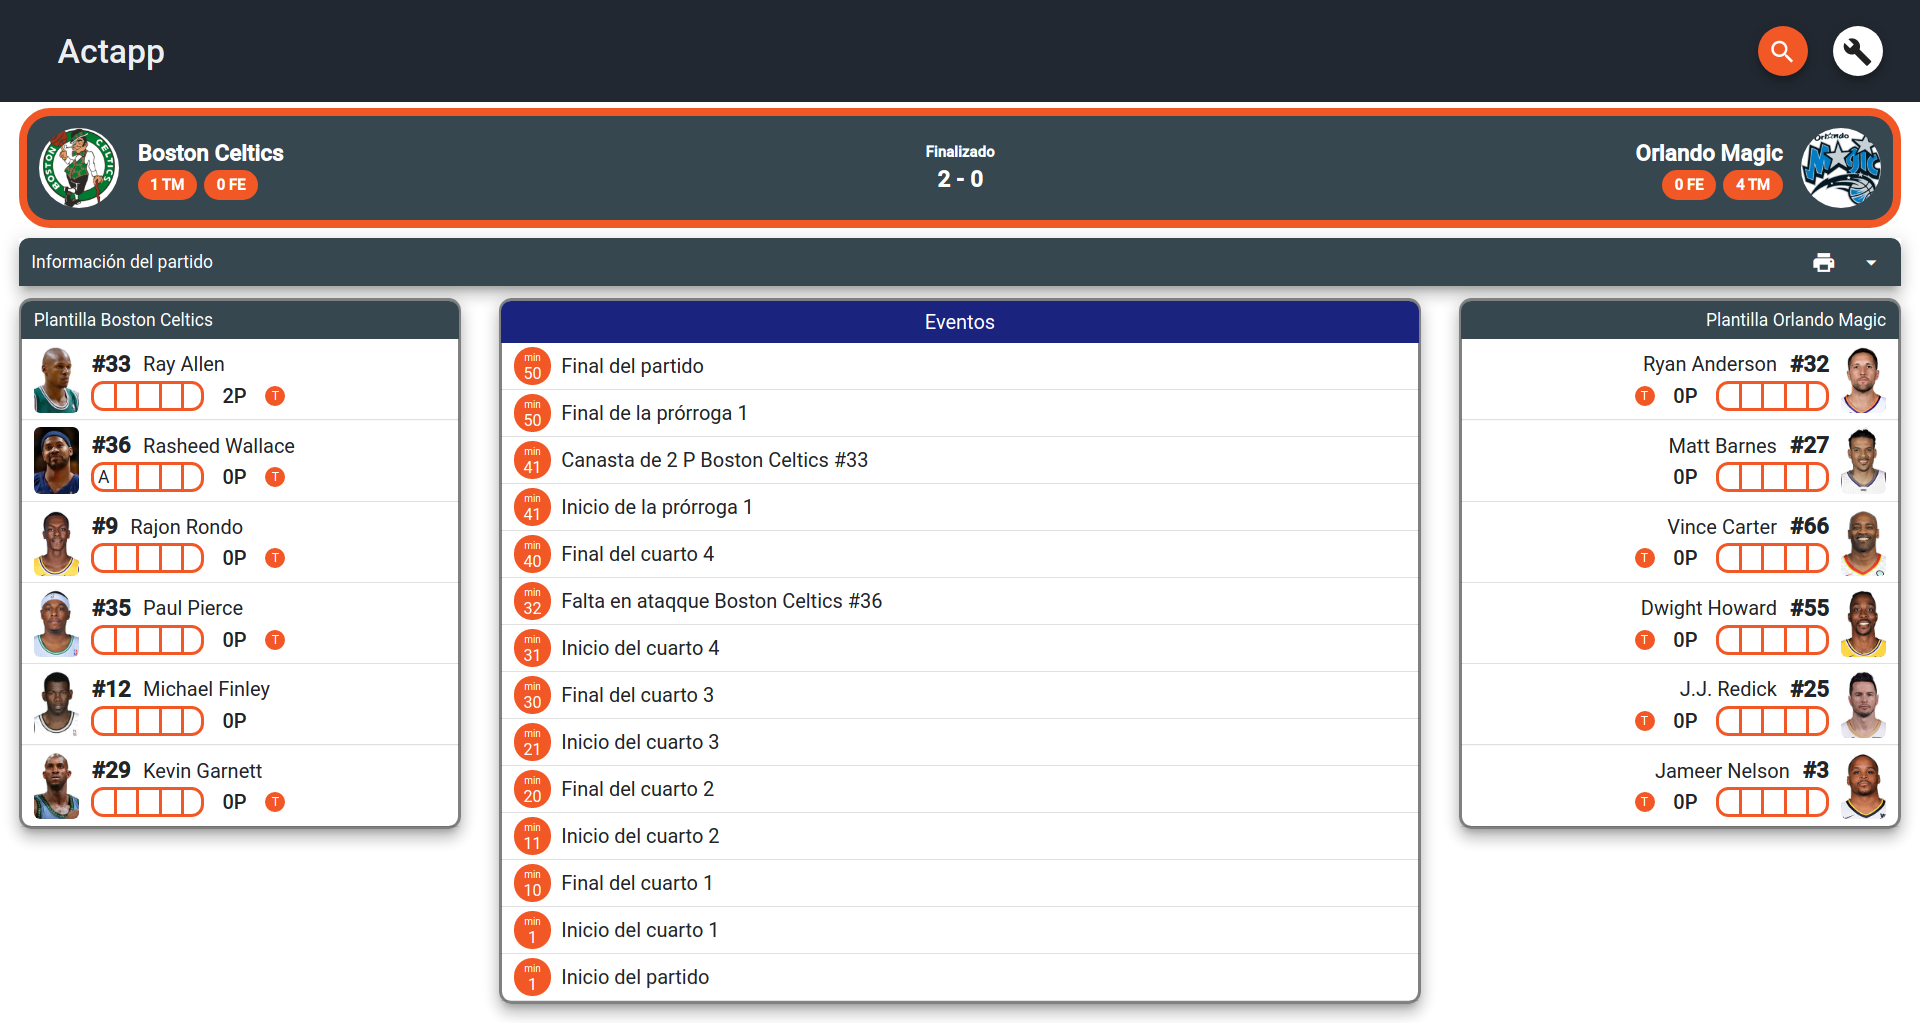 Actapp
BOSTON CELTICS
Boston Celtics
1 TM 0 FE
Finalizado
2 - 0
Orlando Magic
0 FE 4 TM
Orlando
MAGIC
Información del partido
Plantilla Boston Celtics
#33 Ray Allen
2P T
#36 Rasheed Wallace
A 0P T
#9 Rajon Rondo
0P T
#35 Paul Pierce
0P T
#12 Michael Finley
0P
#29 Kevin Garnett
0P T
Eventos
min 50 Final del partido
min 50 Final de la prórroga 1
min 41 Canasta de 2 P Boston Celtics #33
min 41 Inicio de la prórroga 1
min 40 Final del cuarto 4
min 32 Falta en ataqque Boston Celtics #36
min 31 Inicio del cuarto 4
min 30 Final del cuarto 3
min 21 Inicio del cuarto 3
min 20 Final del cuarto 2
min 11 Inicio del cuarto 2
min 10 Final del cuarto 1
min 1 Inicio del cuarto 1
min 1 Inicio del partido
Plantilla Orlando Magic
Ryan Anderson #32
T 0P
Matt Barnes #27
0P
Vince Carter #66
T 0P
Dwight Howard #55
T 0P
J.J. Redick #25
T 0P
Jameer Nelson #3
T 0P